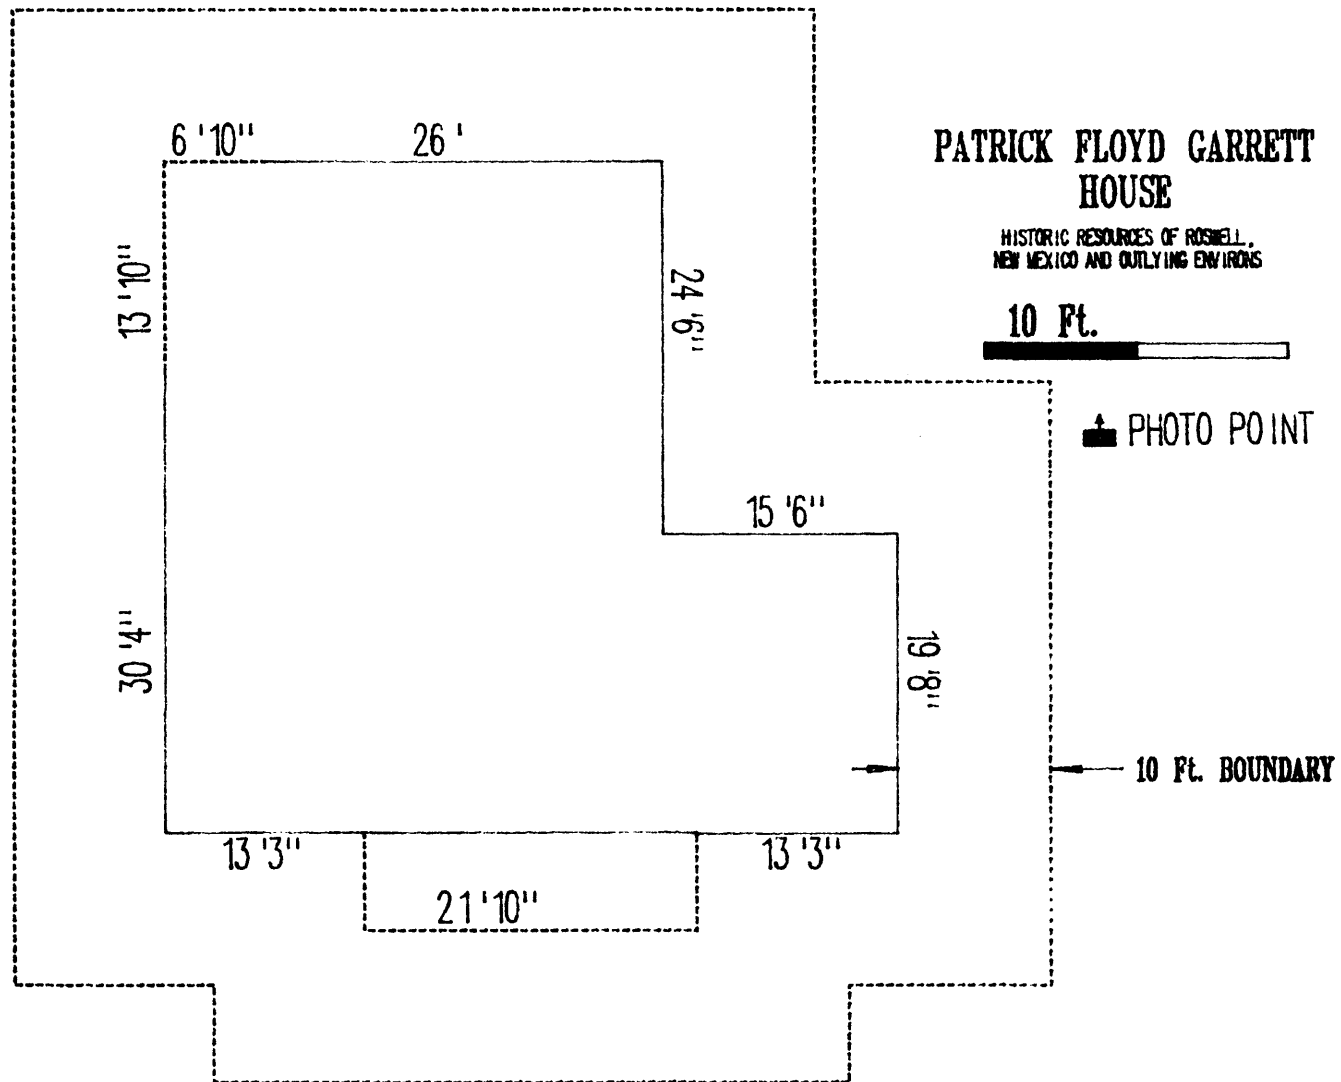 6'10"
26'
PATRICK FLOYD GARRETT
HOUSE
HISTORIC RESOURCES OF ROSWELL,
NEW MEXICO AND OUTLYING ENVIRONS
13'10"
24'6"
10 Ft.
PHOTO POINT
15'6"
30'4"
19'8"
10 Ft. BOUNDARY
13'3"
13'3"
21'10"